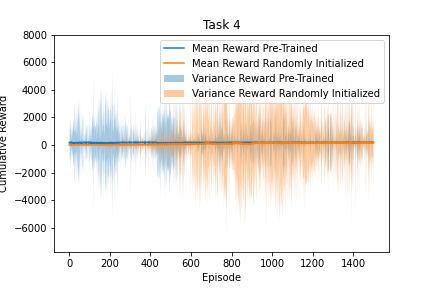 Task 4
8000
6000
4000
2000
0
−2000
−4000
−6000
Cumulative Reward
Mean Reward Pre-Trained
Mean Reward Randomly Initialized
Variance Reward Pre-Trained
Variance Reward Randomly Initialized
0 200 400 600 800 1000 1200 1400
Episode